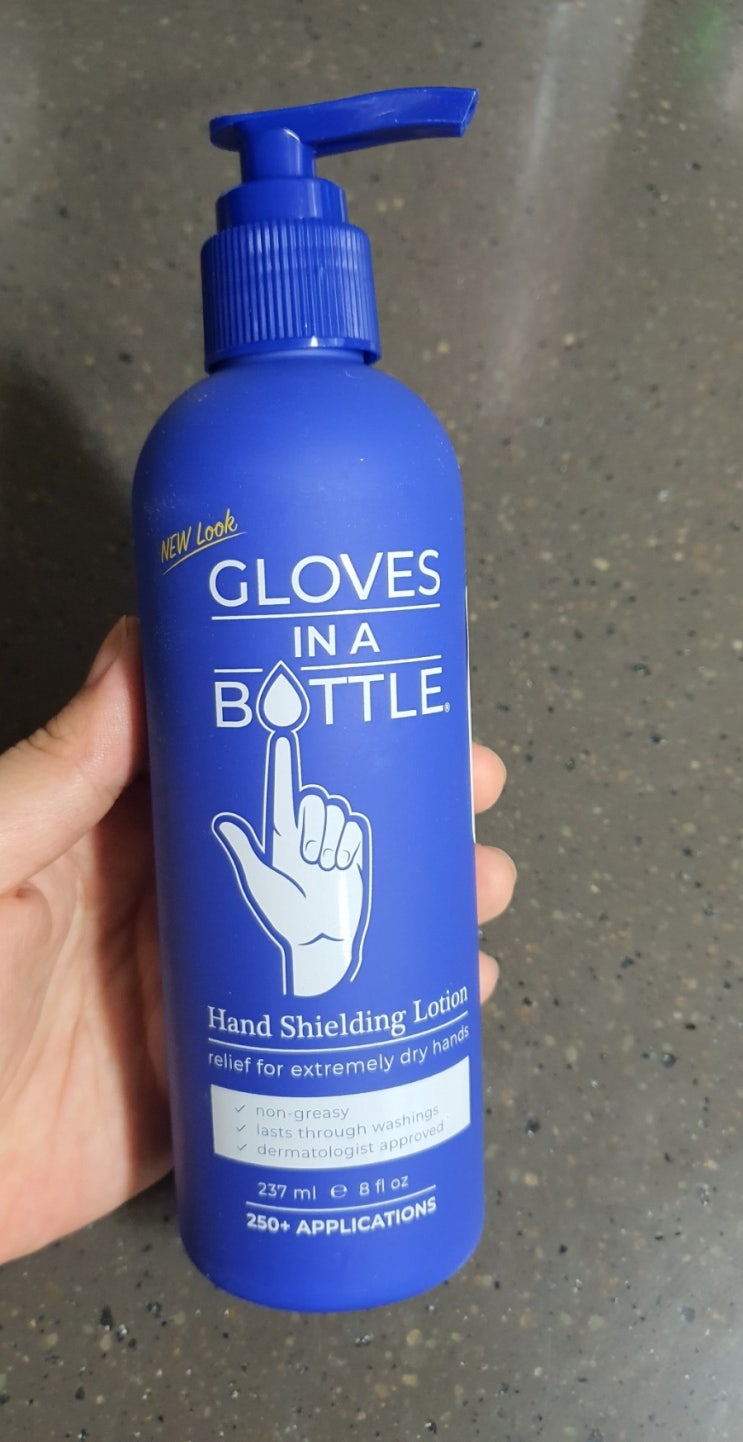 NEW Look
GLOVES
IN A
BOTTLE®
Hand Shielding Lotion
relief for extremely dry hands
✓ non-greasy
✓ lasts through washings
✓ dermatologist approved
237 ml ℮ 8 fl oz
250+ APPLICATIONS